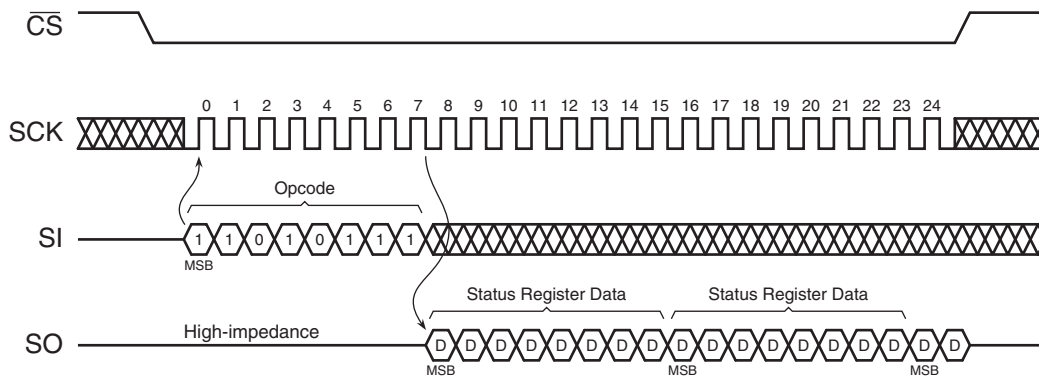 CS
0 1 2 3 4 5 6 7 8 9 10 11 12 13 14 15 16 17 18 19 20 21 22 23 24
SCK
Opcode
SI 1 1 0 1 0 1 1 1
MSB
Status Register Data Status Register Data
High-impedance
SO D D D D D D D D D D D D D D D D D D
MSB MSB MSB